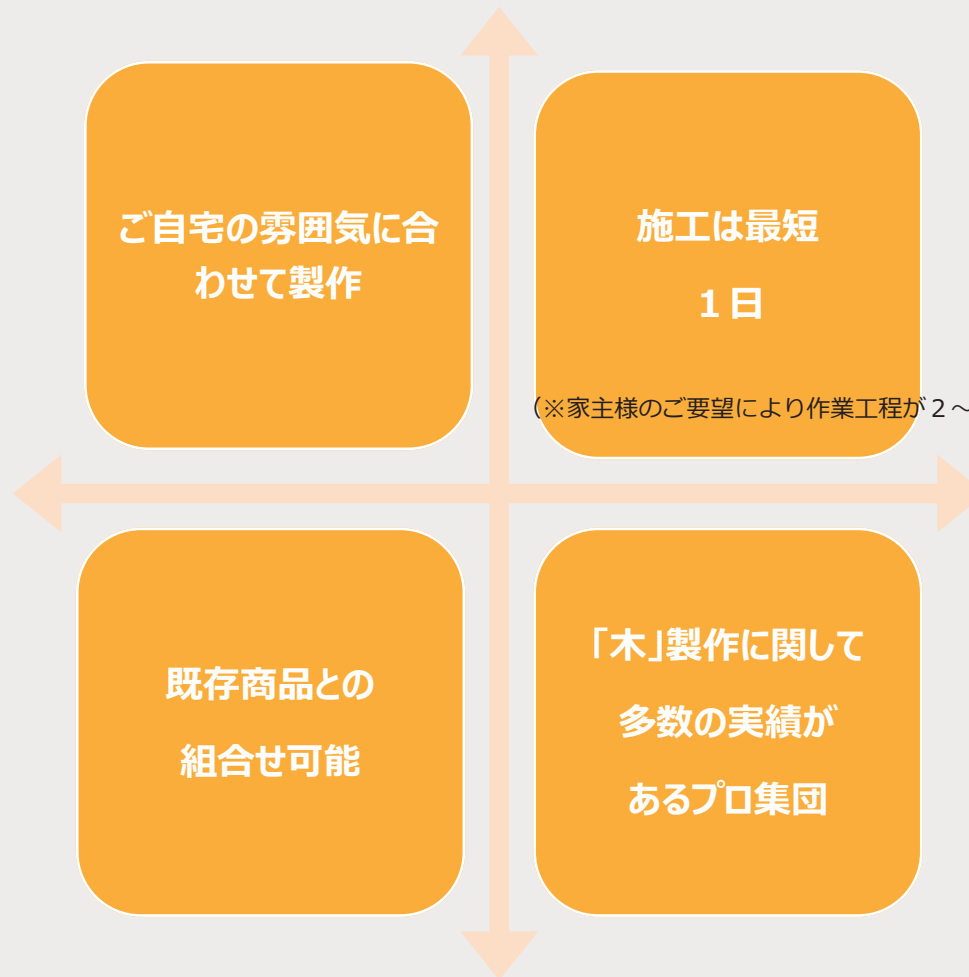 ご自宅の雰囲気に合
わせて製作
施工は最短
１日
（※家主様のご要望により作業工程が２～
既存商品との
組合せ可能
「木」製作に関して
多数の実績が
あるプロ集団